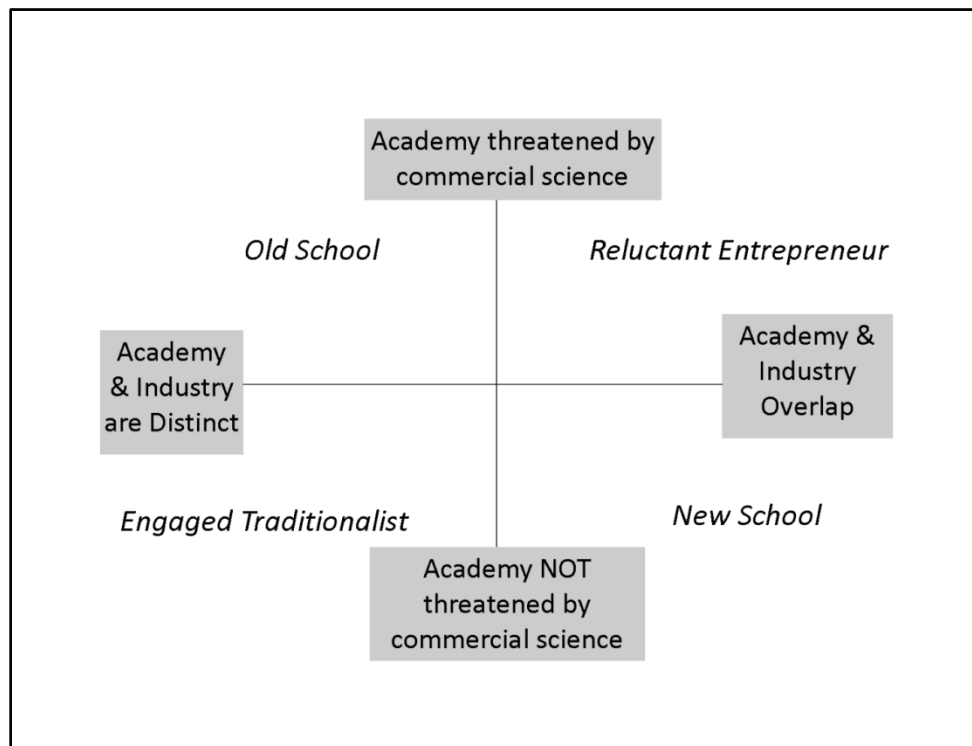 Academy threatened by
commercial science
Old School
Reluctant Entrepreneur
Academy
& Industry
are Distinct
Academy &
Industry
Overlap
Engaged Traditionalist
New School
Academy NOT
threatened by
commercial science